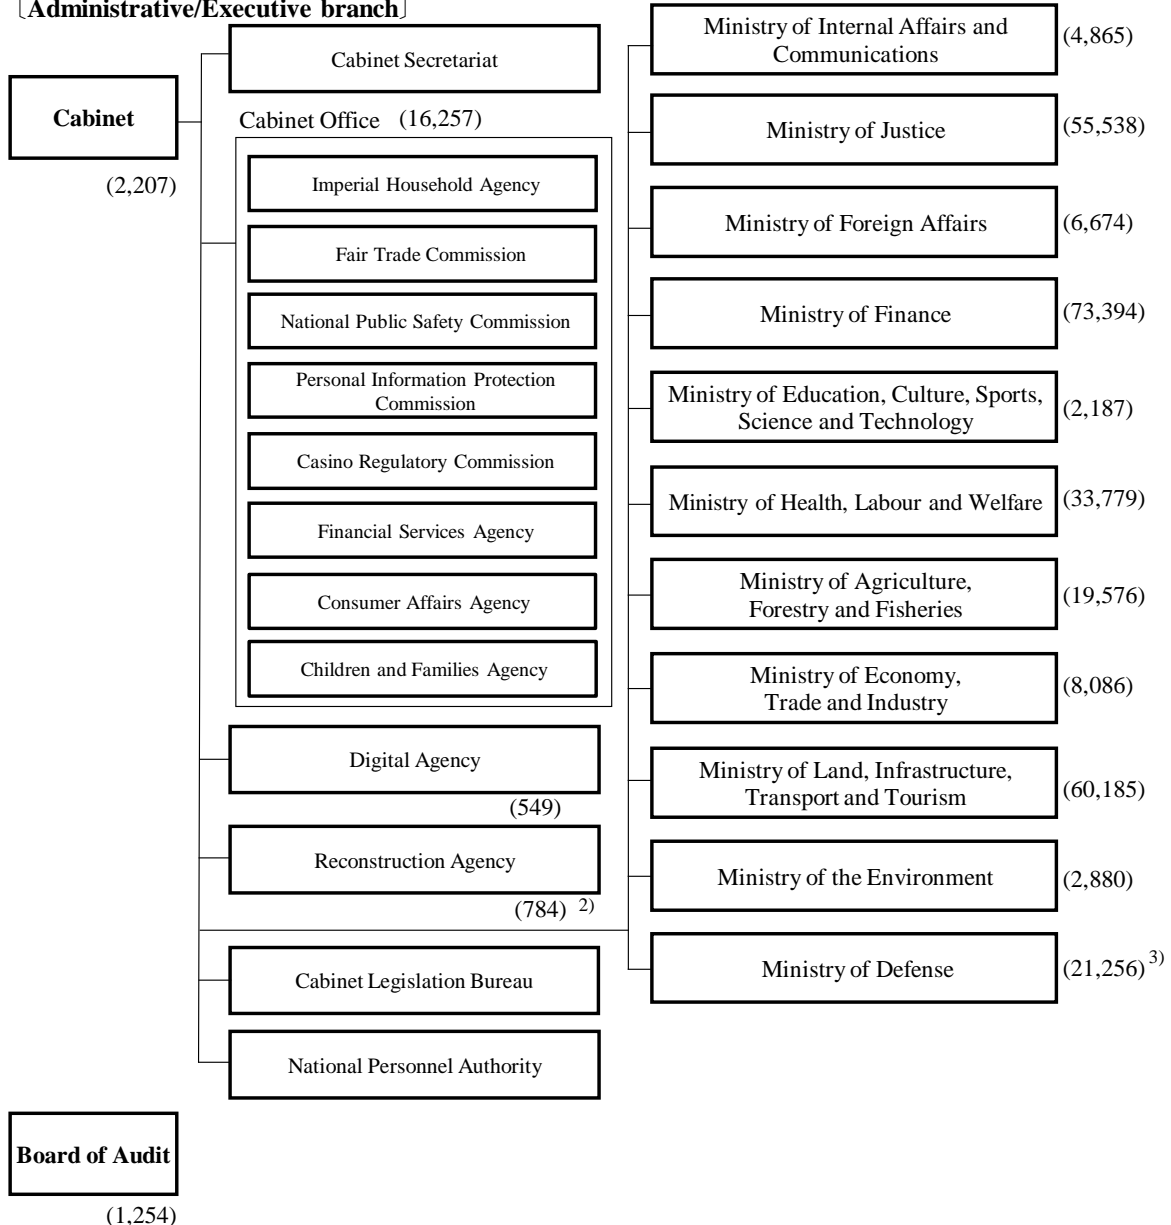 〔Administrative/Executive branch〕
Cabinet
(2,207)
Cabinet Secretariat
Cabinet Office (16,257)
Imperial Household Agency
Fair Trade Commission
National Public Safety Commission
Personal Information Protection
Commission
Casino Regulatory Commission
Financial Services Agency
Consumer Affairs Agency
Children and Families Agency
Digital Agency
(549)
Reconstruction Agency
(784) 2)
Cabinet Legislation Bureau
National Personnel Authority
Ministry of Internal Affairs and
Communications
(4,865)
Ministry of Justice
(55,538)
Ministry of Foreign Affairs
(6,674)
Ministry of Finance
(73,394)
Ministry of Education, Culture, Sports,
Science and Technology
(2,187)
Ministry of Health, Labour and Welfare
(33,779)
Ministry of Agriculture,
Forestry and Fisheries
(19,576)
Ministry of Economy,
Trade and Industry
(8,086)
Ministry of Land, Infrastructure,
Transport and Tourism
(60,185)
Ministry of the Environment
(2,880)
Ministry of Defense
(21,256) 3)
Board of Audit
(1,254)